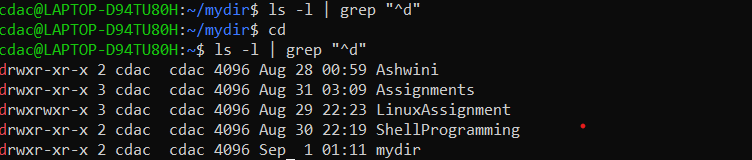 cdac@LAPTOP-D94TU80H:~/mydir$ ls -l | grep "^d"
cdac@LAPTOP-D94TU80H:~/mydir$ cd
cdac@LAPTOP-D94TU80H:~$ ls -l | grep "^d"
drwxr-xr-x 2 cdac  cdac 4096 Aug 28 00:59 Ashwini
drwxr-xr-x 3 cdac  cdac 4096 Aug 31 03:09 Assignments
drwxrwxr-x 3 cdac  cdac 4096 Aug 29 22:23 LinuxAssignment
drwxr-xr-x 2 cdac  cdac 4096 Aug 30 22:19 ShellProgramming
drwxr-xr-x 2 cdac  cdac 4096 Sep  1 01:11 mydir